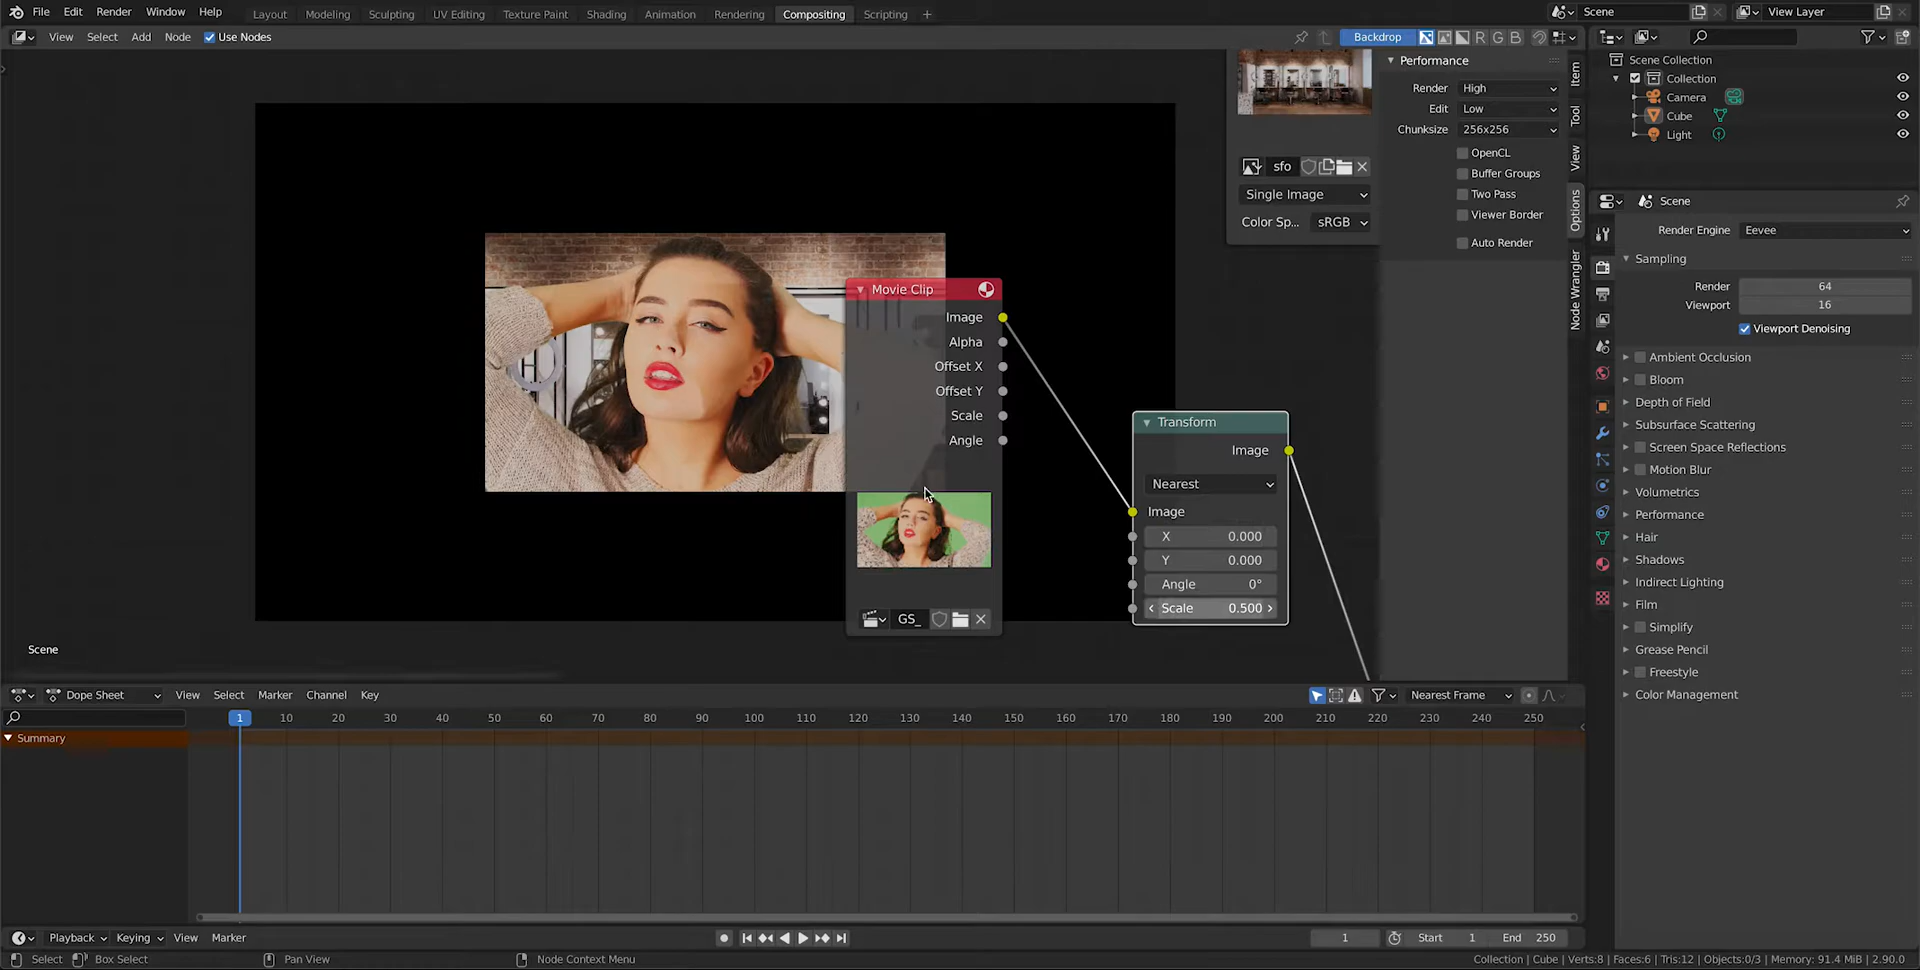 File Edit Render Window Help Layout Modeling Sculpting UV Editing Texture Paint Shading Animation Rendering Compositing Scripting + Scene View Layer
View Select Add Node Use Nodes Backdrop R G B
Performance
Render High
Edit Low
Chunksize 256x256
OpenCL
Buffer Groups
Two Pass
Viewer Border
Auto Render
Item
Tool
View
Options
Node Wrangler
sfo
Single Image
Color Sp... sRGB
Movie Clip
Image
Alpha
Offset X
Offset Y
Scale
Angle
GS_
Transform
Image
Nearest
Image
X 0.000
Y 0.000
Angle 0°
Scale 0.500
Scene
Scene Collection
Collection
Camera
Cube
Light
Scene
Render Engine Eevee
Sampling
Render 64
Viewport 16
Viewport Denoising
Ambient Occlusion
Bloom
Depth of Field
Subsurface Scattering
Screen Space Reflections
Motion Blur
Volumetrics
Performance
Hair
Shadows
Indirect Lighting
Film
Simplify
Grease Pencil
Freestyle
Color Management
Dope Sheet View Select Marker Channel Key Nearest Frame
1 10 20 30 40 50 60 70 80 90 100 110 120 130 140 150 160 170 180 190 200 210 220 230 240 250
Summary
Playback Keying View Marker 1 Start 1 End 250
Select Box Select Pan View Node Context Menu Collection | Cube | Verts:8 | Faces:6 | Tris:12 | Objects:0/3 | Memory: 91.4 MiB | 2.90.0